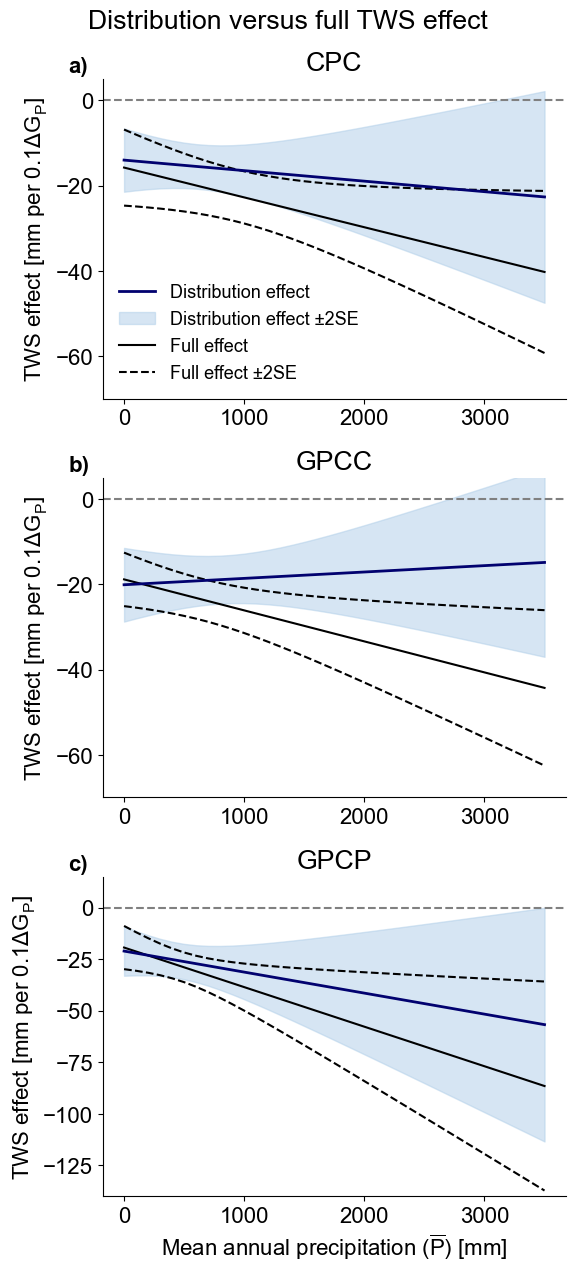 Distribution versus full TWS effect
a)
CPC
TWS effect [mm per 0.1ΔG_P]
0
−20
−40
−60
Distribution effect
Distribution effect ±2SE
Full effect
Full effect ±2SE
0 1000 2000 3000
b)
GPCC
TWS effect [mm per 0.1ΔG_P]
0
−20
−40
−60
0 1000 2000 3000
c)
GPCP
TWS effect [mm per 0.1ΔG_P]
0
−25
−50
−75
−100
−125
0 1000 2000 3000
Mean annual precipitation (P̅) [mm]